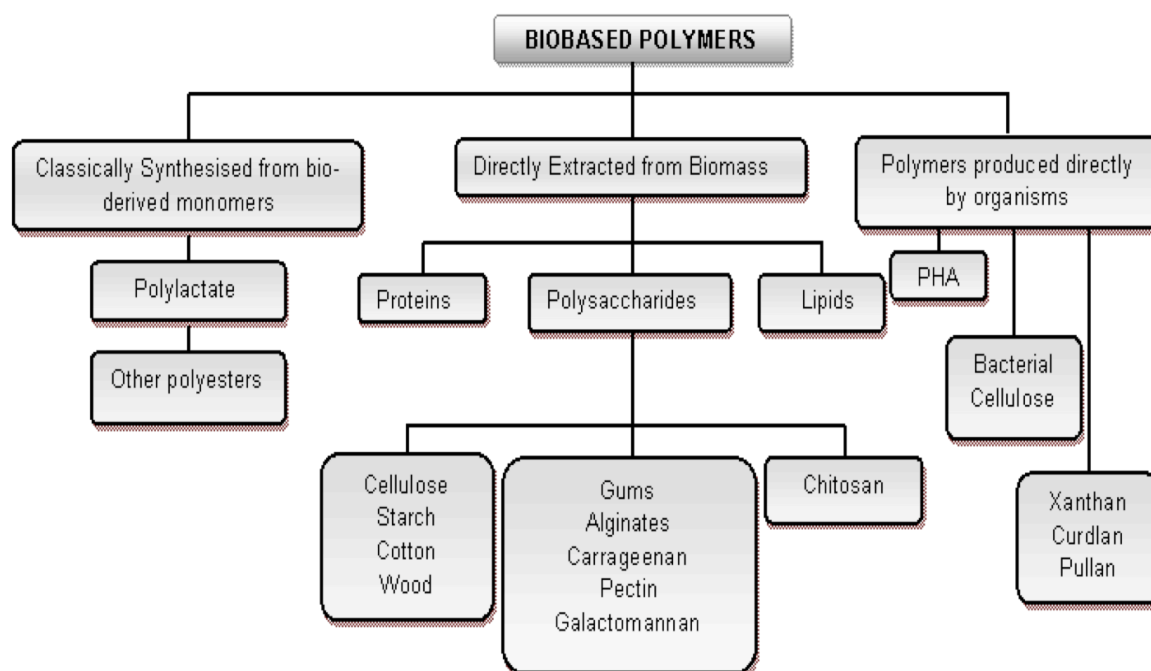 BIOBASED POLYMERS
Classically Synthesised from bio-
derived monomers
Directly Extracted from Biomass
Polymers produced directly
by organisms
Polylactate
Other polyesters
Proteins
Polysaccharides
Lipids
PHA
Bacterial
Cellulose
Cellulose
Starch
Cotton
Wood
Gums
Alginates
Carrageenan
Pectin
Galactomannan
Chitosan
Xanthan
Curdlan
Pullan